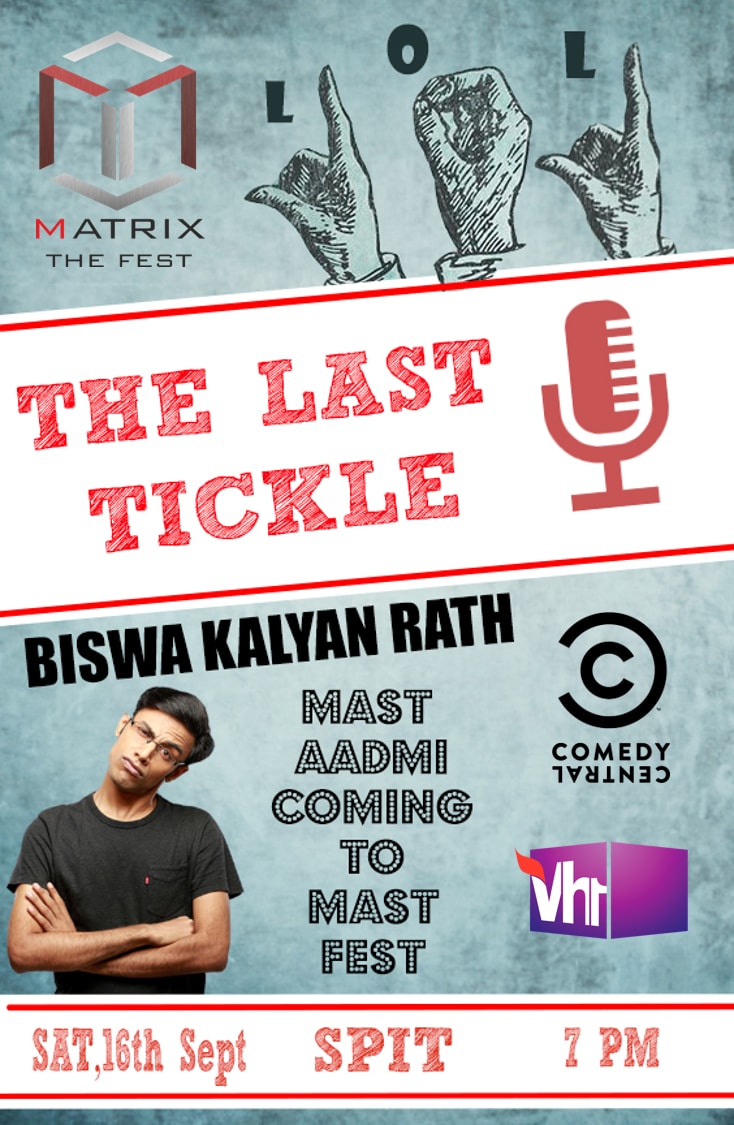 L O L
MATRIX
THE FEST
THE LAST
TICKLE
BISWA KALYAN RATH
MAST
AADMI
COMING
TO
MAST
FEST
C
COMEDY
CENTRAL
Vh1
SAT,16th Sept SPIT 7 PM